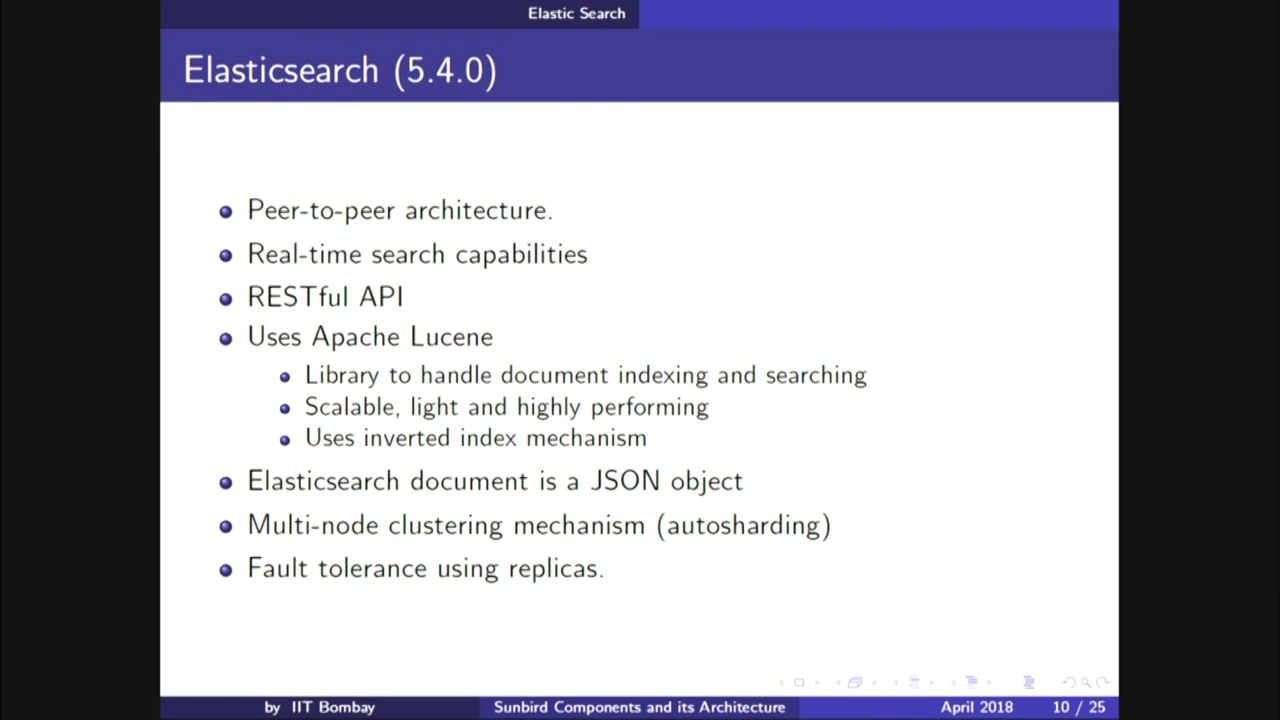 Elastic Search
Elasticsearch (5.4.0)
Peer-to-peer architecture.
Real-time search capabilities
RESTful API
Uses Apache Lucene
Library to handle document indexing and searching
Scalable, light and highly performing
Uses inverted index mechanism
Elasticsearch document is a JSON object
Multi-node clustering mechanism (autosharding)
Fault tolerance using replicas.
by IIT Bombay Sunbird Components and its Architecture April 2018 10 / 25